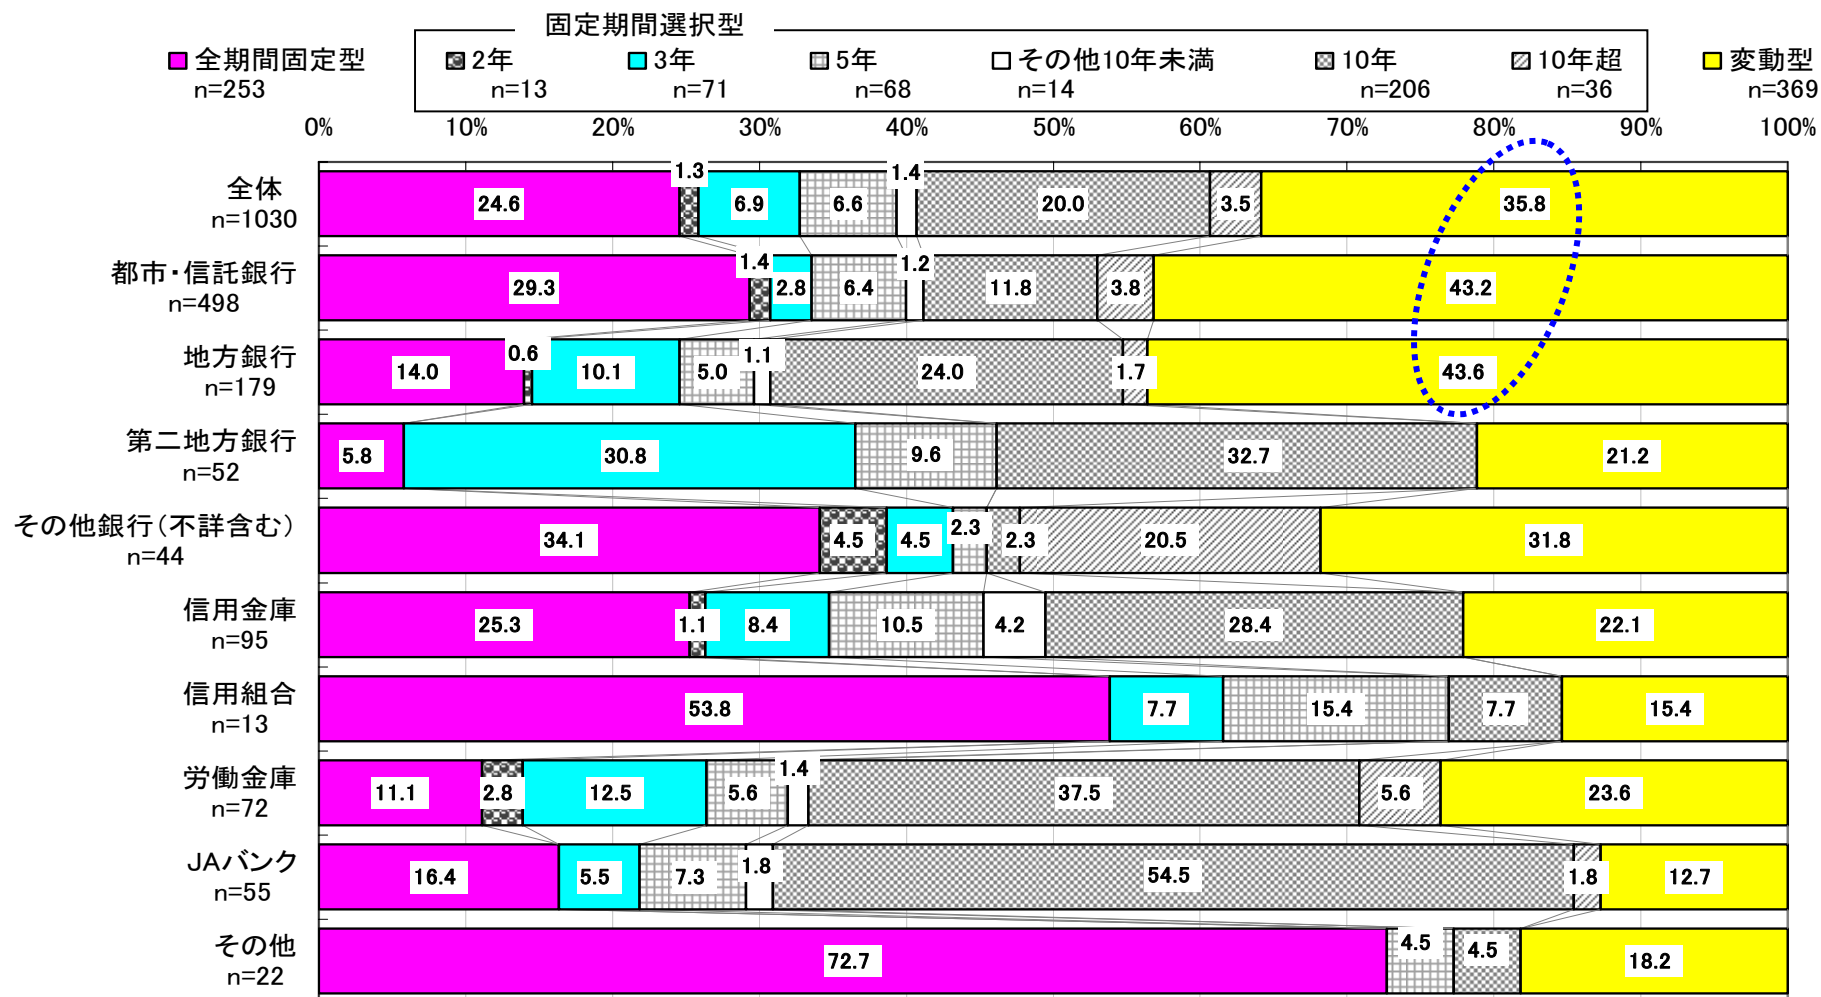 固定期間選択型
全期間固定型 2年 3年 5年 その他10年未満 10年 10年超 変動型
n=253 n=13 n=71 n=68 n=14 n=206 n=36 n=369
0% 10% 20% 30% 40% 50% 60% 70% 80% 90% 100%
全体
n=1030
24.6 1.3 6.9 6.6 1.4 20.0 3.5 35.8
都市・信託銀行
n=498
29.3 1.4 2.8 6.4 1.2 11.8 3.8 43.2
地方銀行
n=179
14.0 0.6 10.1 5.0 1.1 24.0 1.7 43.6
第二地方銀行
n=52
5.8 30.8 9.6 32.7 21.2
その他銀行(不詳含む)
n=44
34.1 4.5 4.5 2.3 2.3 20.5 31.8
信用金庫
n=95
25.3 1.1 8.4 10.5 4.2 28.4 22.1
信用組合
n=13
53.8 7.7 15.4 7.7 15.4
労働金庫
n=72
11.1 2.8 12.5 5.6 1.4 37.5 5.6 23.6
JAバンク
n=55
16.4 5.5 7.3 1.8 54.5 1.8 12.7
その他
n=22
72.7 4.5 4.5 18.2